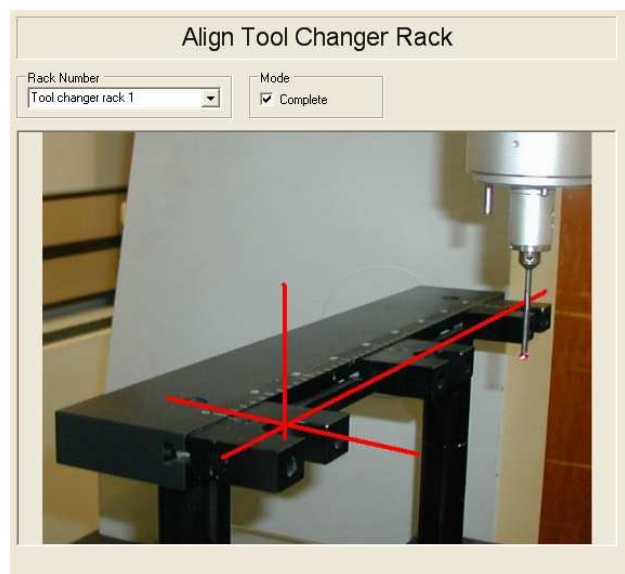 Align Tool Changer Rack
Rack Number
Tool changer rack 1
Mode
Complete